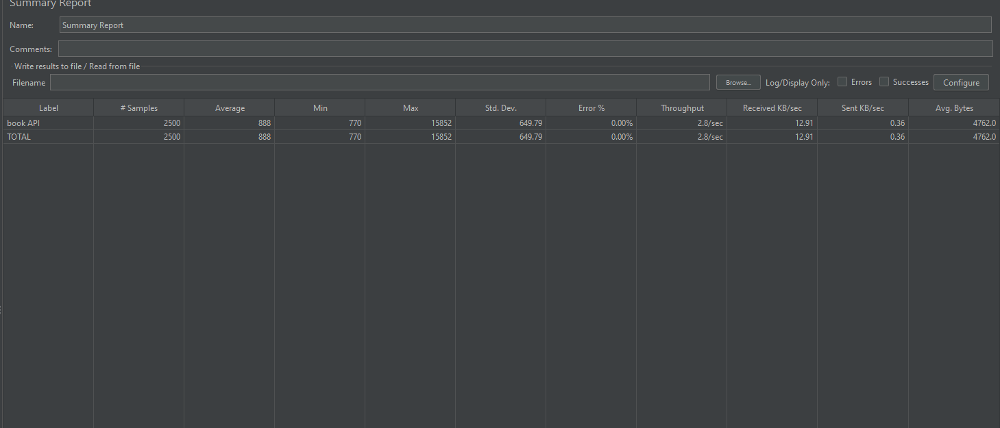 Summary Report
Name: Summary Report
Comments:
Write results to file / Read from file
Filename Browse... Log/Display Only: Errors Successes Configure
Label # Samples Average Min Max Std. Dev. Error % Throughput Received KB/sec Sent KB/sec Avg. Bytes
book API 2500 888 770 15852 649.79 0.00% 2.8/sec 12.91 0.36 4762.0
TOTAL 2500 888 770 15852 649.79 0.00% 2.8/sec 12.91 0.36 4762.0